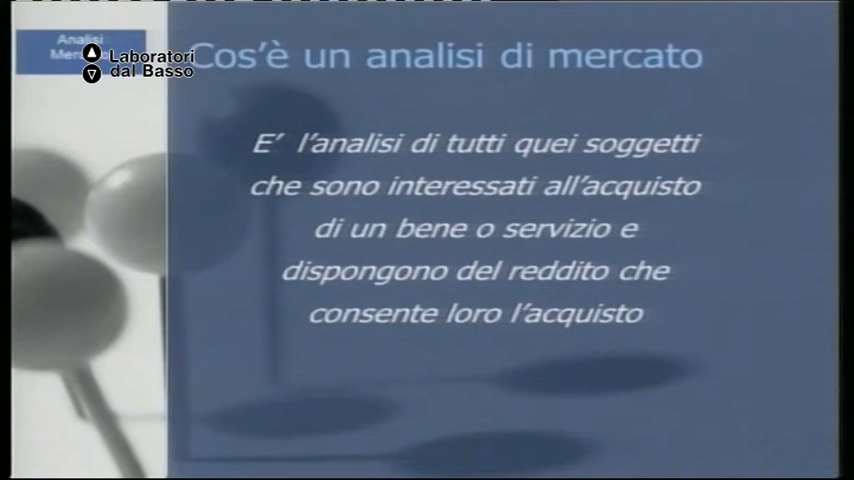 Analisi
Laboratori
dal Basso
Cos'è un analisi di mercato
E' l'analisi di tutti quei soggetti
che sono interessati all'acquisto
di un bene o servizio e
dispongono del reddito che
consente loro l'acquisto